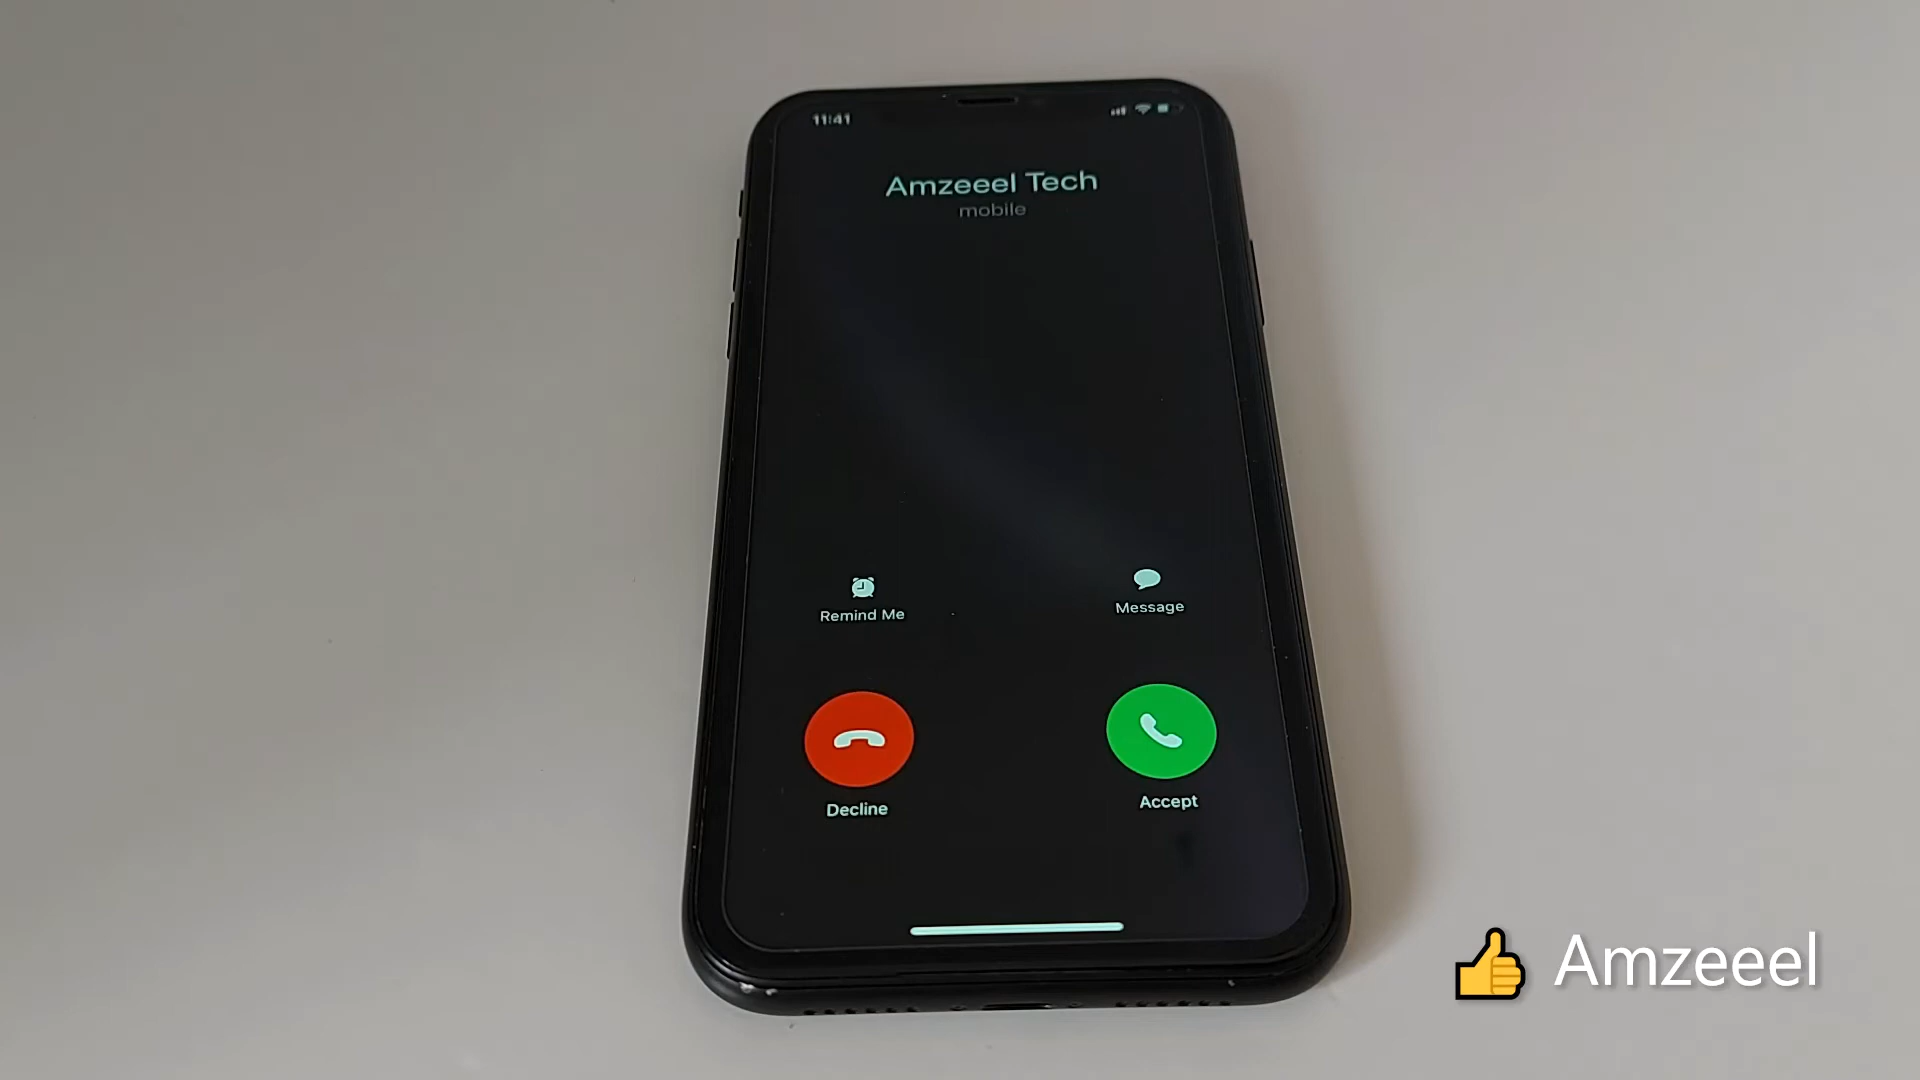 11:41
Amzeeel Tech
mobile
Remind Me
Message
Decline
Accept
Amzeeel